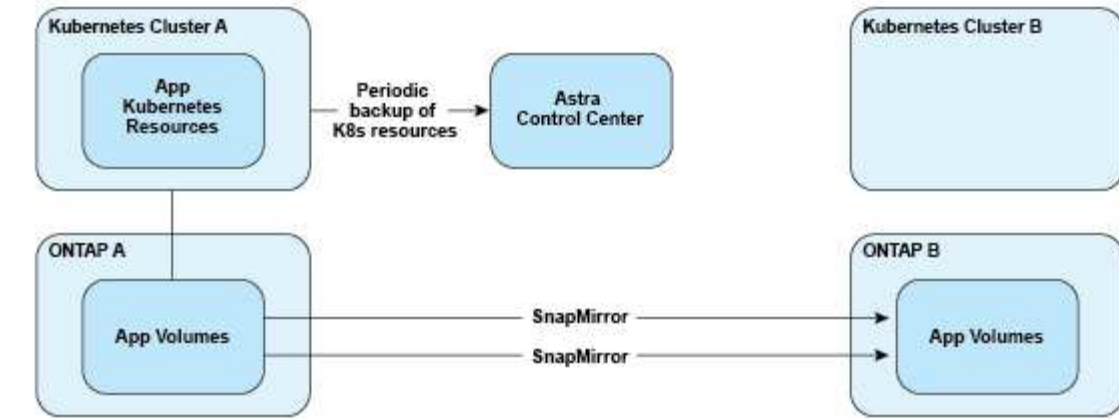 Kubernetes Cluster A
App
Kubernetes
Resources
Periodic
backup of
K8s resources
Astra
Control Center
Kubernetes Cluster B
ONTAP A
App Volumes
SnapMirror
SnapMirror
ONTAP B
App Volumes